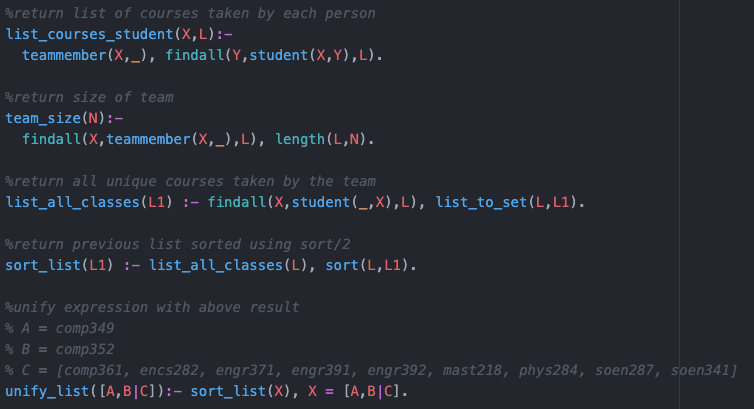 %return list of courses taken by each person
list_courses_student(X,L):-
  teammember(X,_), findall(Y,student(X,Y),L).

%return size of team
team_size(N):-
  findall(X,teammember(X,_),L), length(L,N).

%return all unique courses taken by the team
list_all_classes(L1) :- findall(X,student(_,X),L), list_to_set(L,L1).

%return previous list sorted using sort/2
sort_list(L1) :- list_all_classes(L), sort(L,L1).

%unify expression with above result
% A = comp349
% B = comp352
% C = [comp361, encs282, engr371, engr391, engr392, mast218, phys284, soen287, soen341]
unify_list([A,B|C]):- sort_list(X), X = [A,B|C].